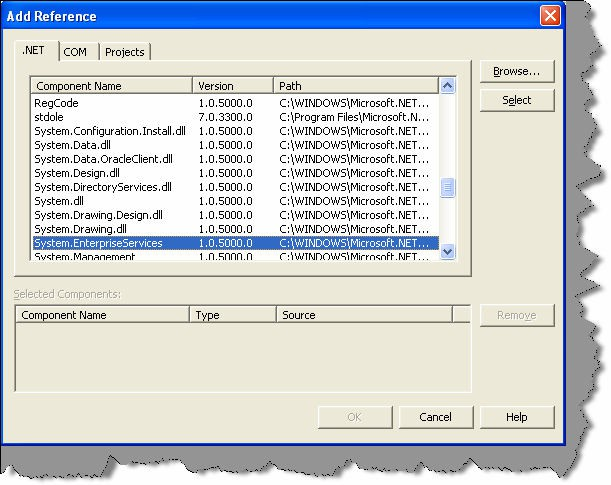 Add Reference
.NET COM Projects
Component Name Version Path
RegCode 1.0.5000.0 C:\WINDOWS\Microsoft.NET...
stdole 7.0.3300.0 C:\Program Files\Microsoft.N...
System.Configuration.Install.dll 1.0.5000.0 C:\WINDOWS\Microsoft.NET...
System.Data.dll 1.0.5000.0 C:\WINDOWS\Microsoft.NET...
System.Data.OracleClient.dll 1.0.5000.0 C:\WINDOWS\Microsoft.NET...
System.Design.dll 1.0.5000.0 C:\WINDOWS\Microsoft.NET...
System.DirectoryServices.dll 1.0.5000.0 C:\WINDOWS\Microsoft.NET...
System.dll 1.0.5000.0 C:\WINDOWS\Microsoft.NET...
System.Drawing.Design.dll 1.0.5000.0 C:\WINDOWS\Microsoft.NET...
System.Drawing.dll 1.0.5000.0 C:\WINDOWS\Microsoft.NET...
System.EnterpriseServices 1.0.5000.0 C:\WINDOWS\Microsoft.NET...
System.Management 1.0.5000.0 C:\WINDOWS\Microsoft.NET...
Browse...
Select
Selected Components:
Component Name Type Source
Remove
OK Cancel Help